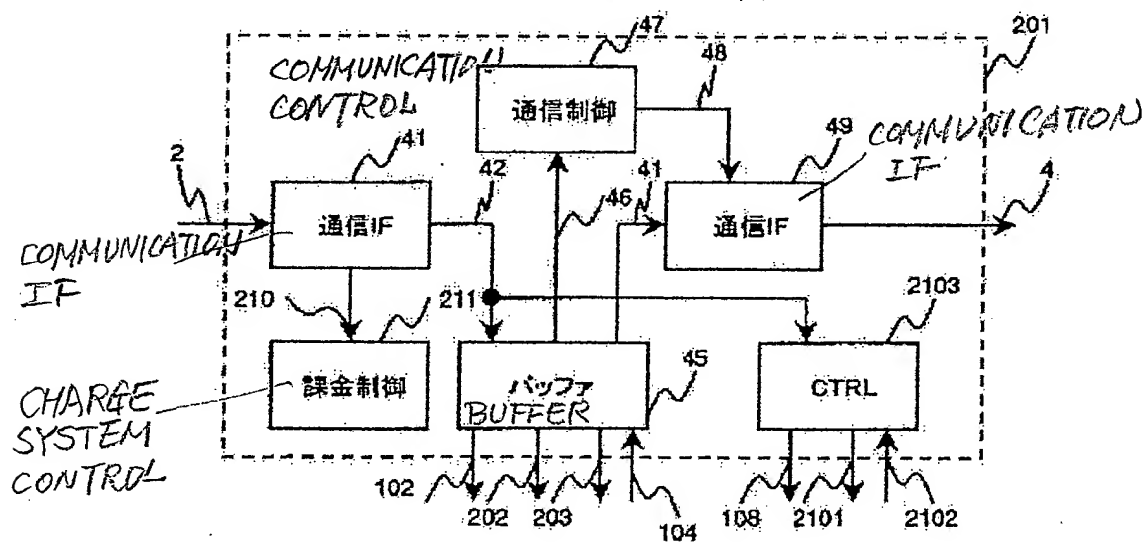 47
201
COMMUNICATION
CONTROL
通信制御
48
49
COMMUNICATION
IF
2
41
42
46
41
4
通信IF
通信IF
COMMUNICATION
IF
210
211
2103
課金制御
バッファ
BUFFER
45
CTRL
CHARGE
SYSTEM
CONTROL
102
202
203
104
108
2101
2102